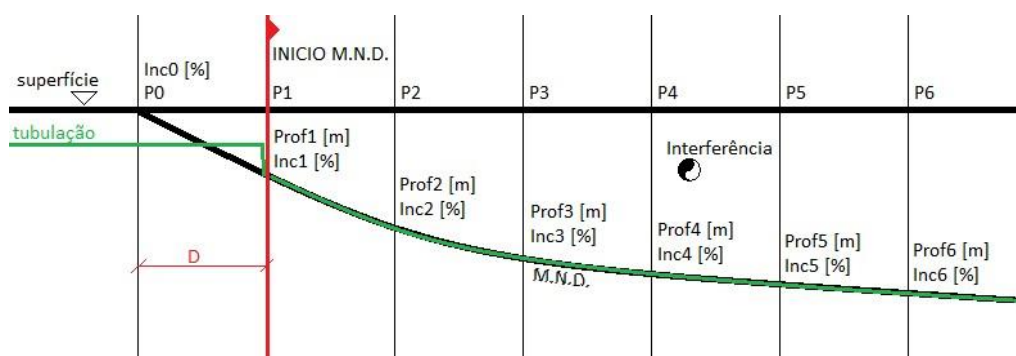 INICIO M.N.D.
superfície
Inc0 [%]
P0
P1
P2
P3
P4
P5
P6
tubulação
Prof1 [m]
Inc1 [%]
Interferência
Prof2 [m]
Inc2 [%]
Prof3 [m]
Inc3 [%]
Prof4 [m]
Inc4 [%]
Prof5 [m]
Inc5 [%]
Prof6 [m]
Inc6 [%]
D
M.N.D.